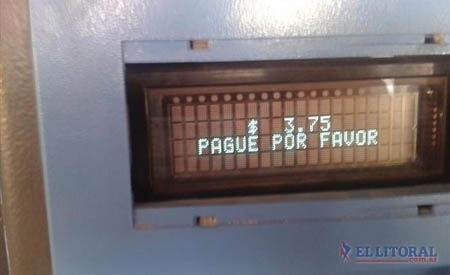 $ 3.75
PAGUE POR FAVOR
EL LITORAL
.com.ar